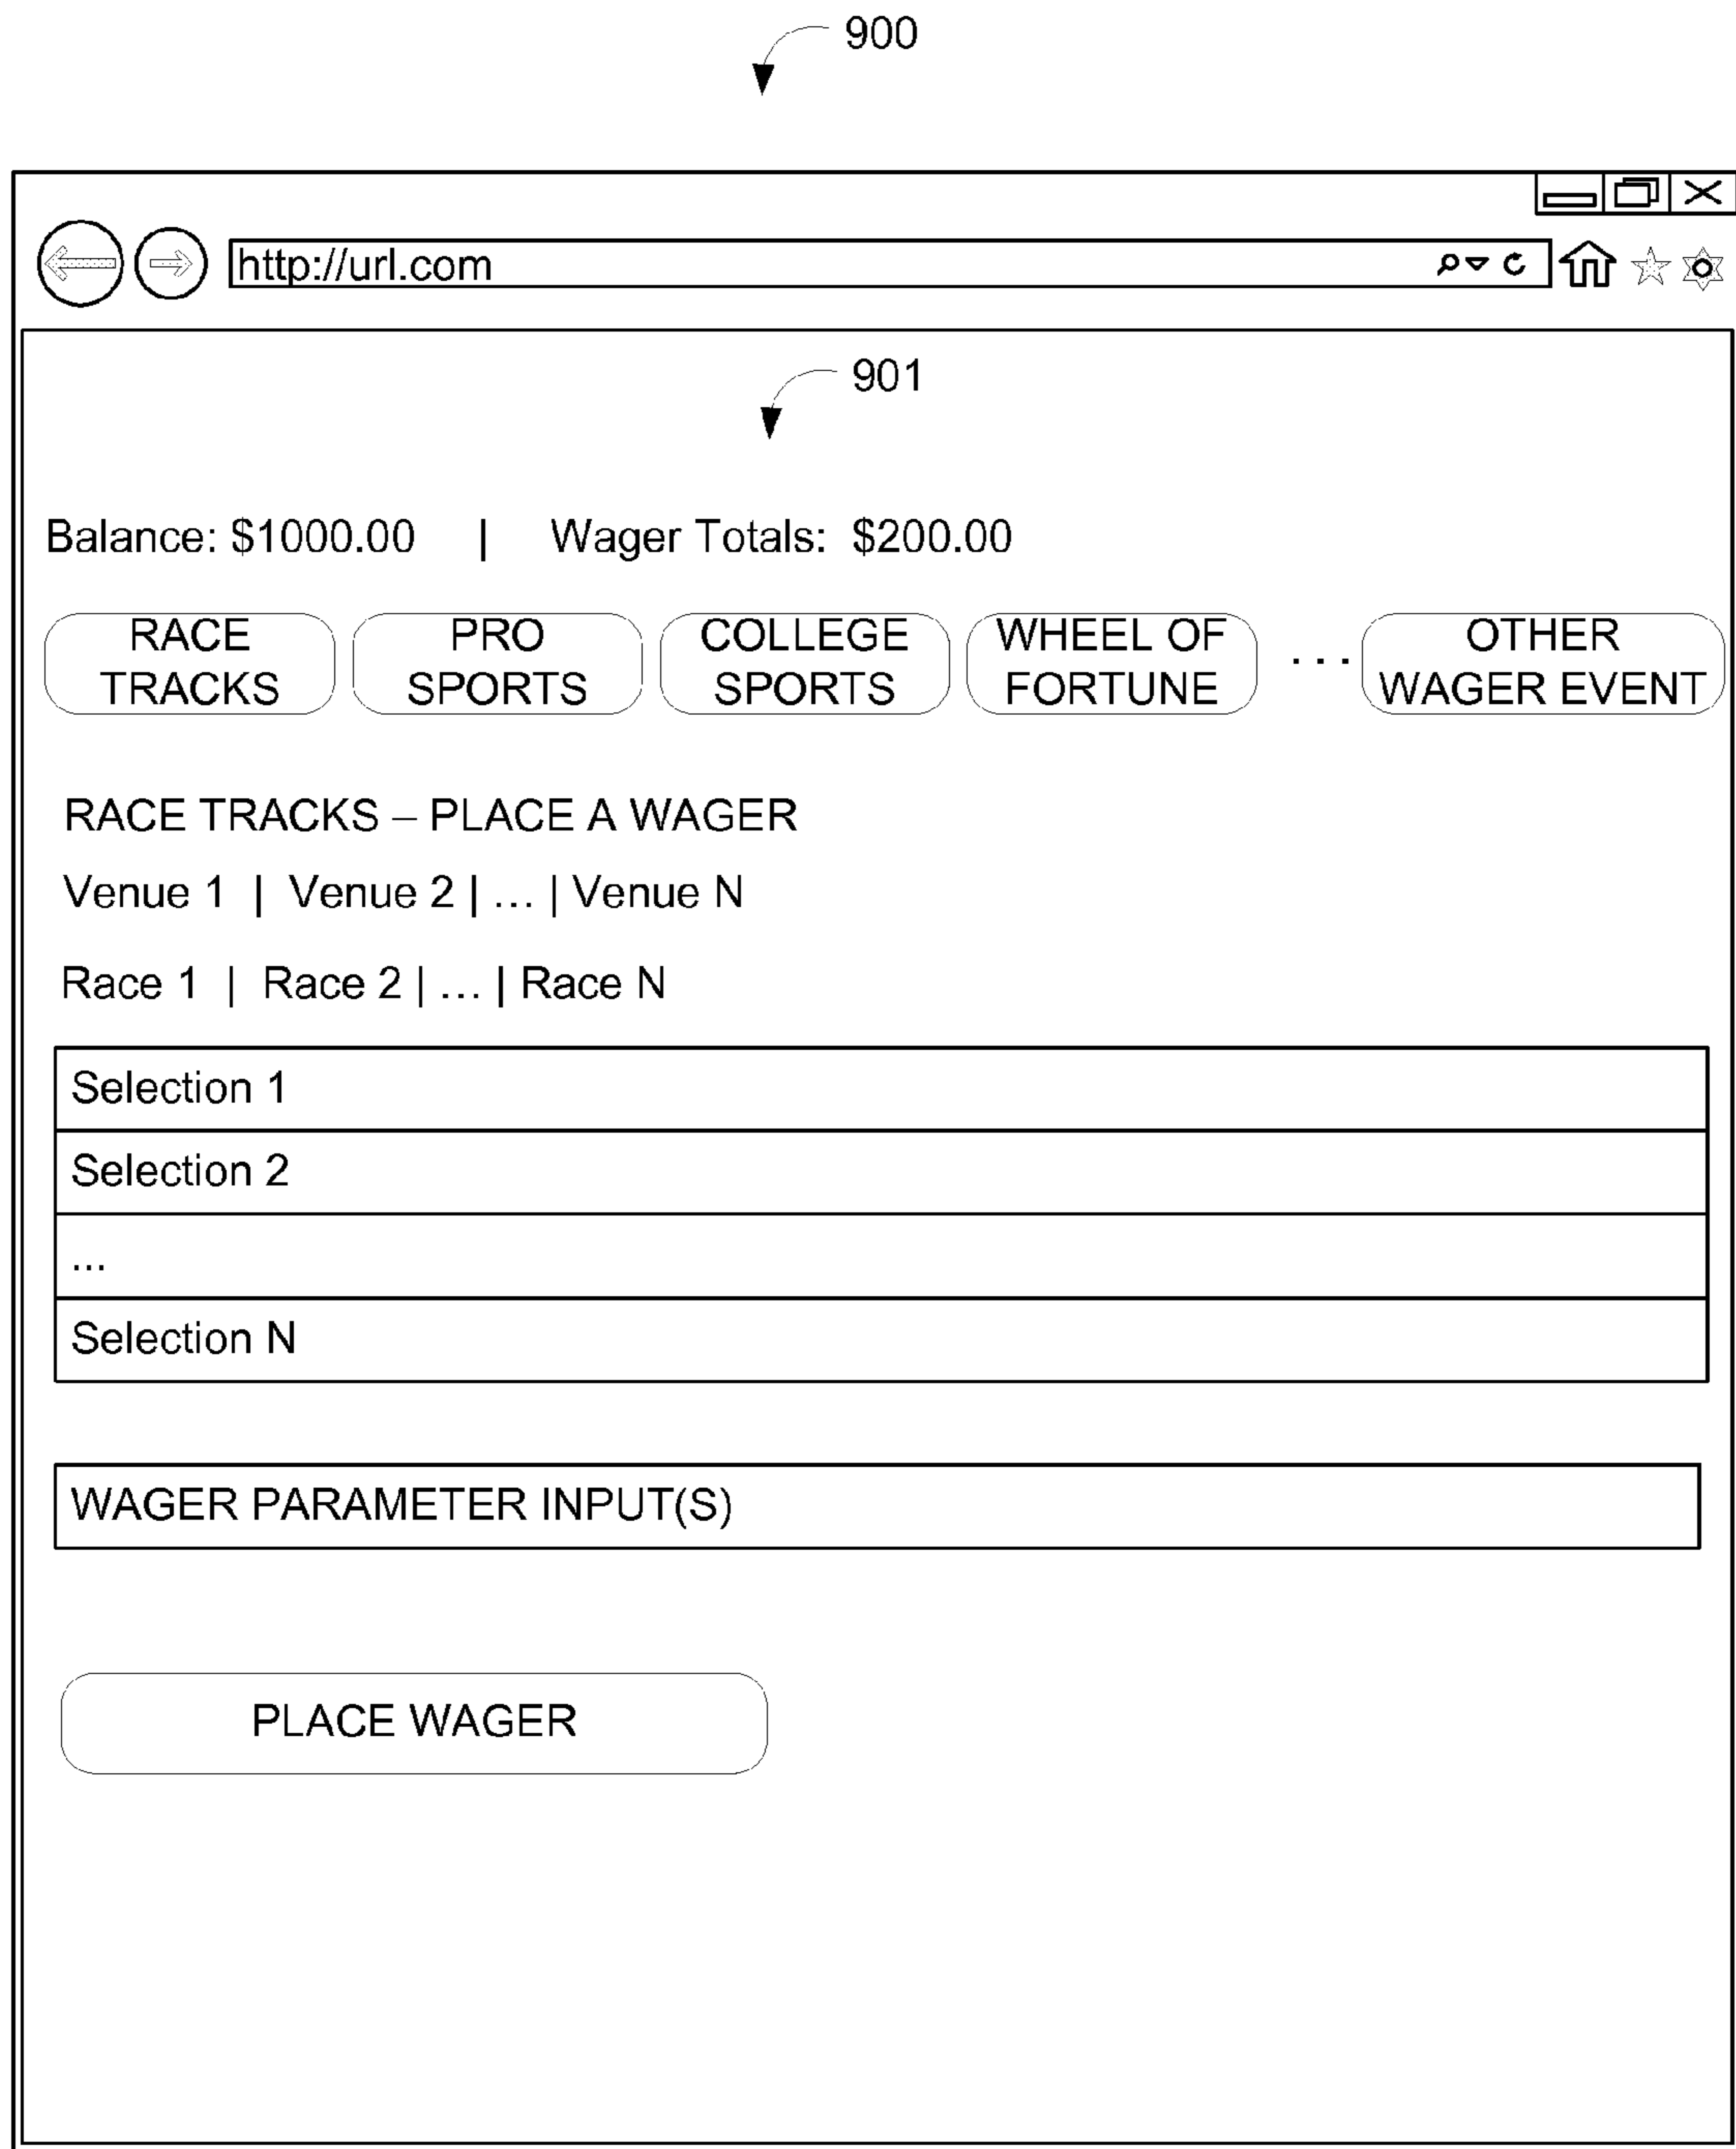 900
http://url.com
901
Balance: $1000.00 | Wager Totals: $200.00
RACE TRACKS
PRO SPORTS
COLLEGE SPORTS
WHEEL OF FORTUNE
...
OTHER WAGER EVENT
RACE TRACKS – PLACE A WAGER
Venue 1 | Venue 2 | ... | Venue N
Race 1 | Race 2 | ... | Race N
Selection 1
Selection 2
...
Selection N
WAGER PARAMETER INPUT(S)
PLACE WAGER